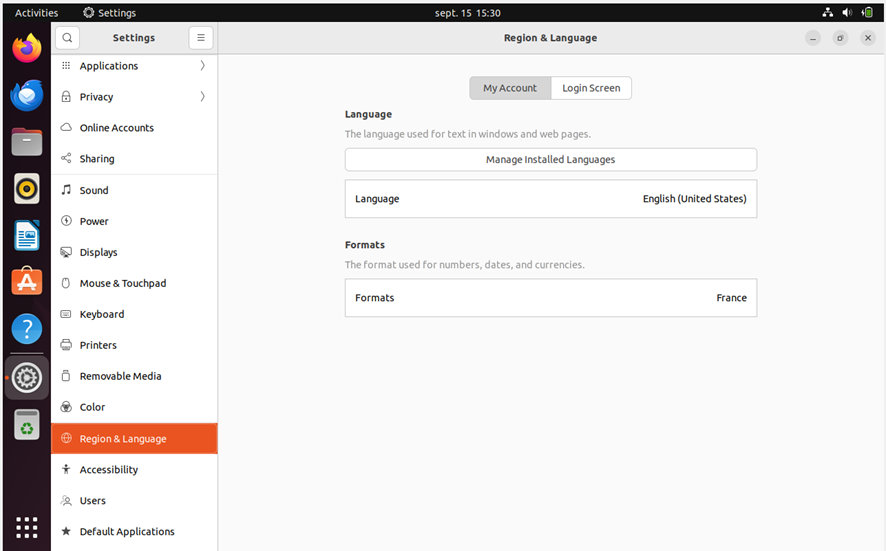 Activities Settings sept. 15 15:30
Settings
Region & Language
Applications
Privacy
Online Accounts
Sharing
Sound
Power
Displays
Mouse & Touchpad
Keyboard
Printers
Removable Media
Color
Region & Language
Accessibility
Users
Default Applications
My Account Login Screen
Language
The language used for text in windows and web pages.
Manage Installed Languages
Language English (United States)
Formats
The format used for numbers, dates, and currencies.
Formats France